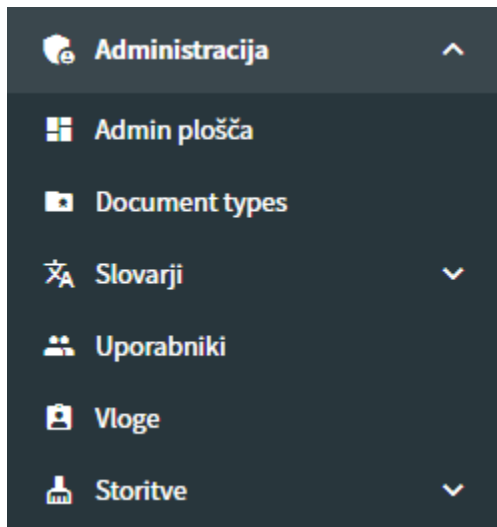 Administracija
Admin plošča
Document types
Slovarji
Uporabniki
Vloge
Storitve